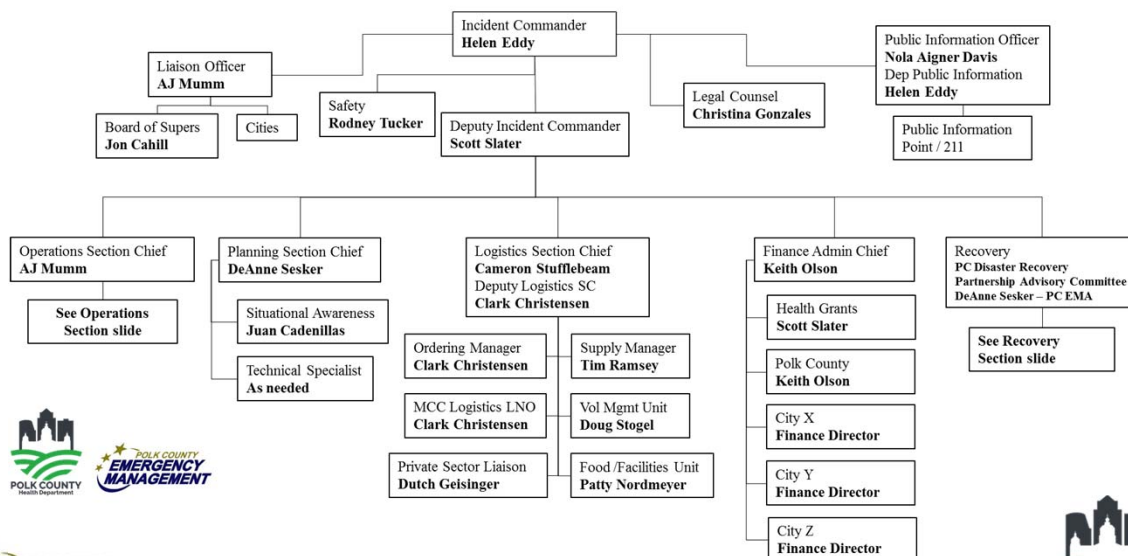 Incident Commander
Helen Eddy
Liaison Officer
AJ Mumm
Board of Supers
Jon Cahill
Cities
Safety
Rodney Tucker
Deputy Incident Commander
Scott Slater
Legal Counsel
Christina Gonzales
Public Information Officer
Nola Aigner Davis
Dep Public Information
Helen Eddy
Public Information
Point / 211
Operations Section Chief
AJ Mumm
See Operations
Section slide
Planning Section Chief
DeAnne Sesker
Situational Awareness
Juan Cadenillas
Technical Specialist
As needed
Logistics Section Chief
Cameron Stufflebeam
Deputy Logistics SC
Clark Christensen
Ordering Manager
Clark Christensen
Supply Manager
Tim Ramsey
MCC Logistics LNO
Clark Christensen
Vol Mgmt Unit
Doug Stogel
Private Sector Liaison
Dutch Geisinger
Food /Facilities Unit
Patty Nordmeyer
Finance Admin Chief
Keith Olson
Health Grants
Scott Slater
Polk County
Keith Olson
City X
Finance Director
City Y
Finance Director
City Z
Finance Director
Recovery
PC Disaster Recovery
Partnership Advisory Committee
DeAnne Sesker – PC EMA
See Recovery
Section slide
POLK COUNTY
Health Department
POLK COUNTY
EMERGENCY
MANAGEMENT